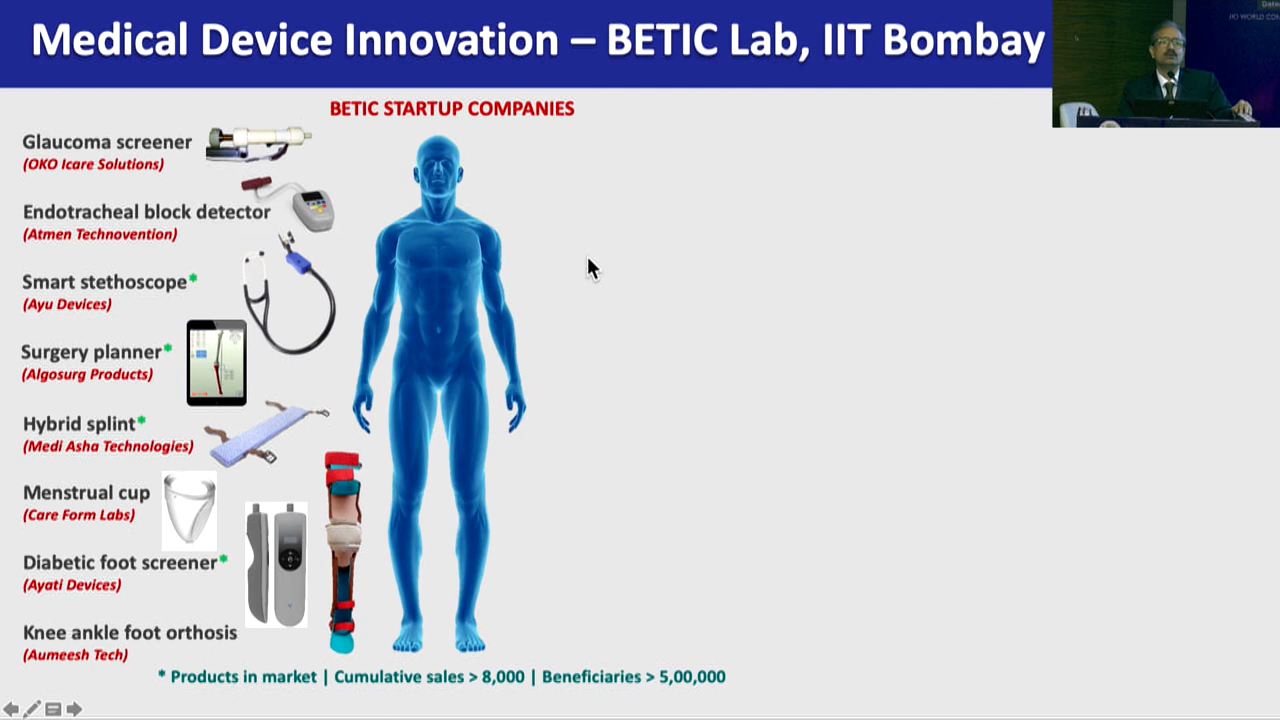 Medical Device Innovation – BETIC Lab, IIT Bombay
BETIC STARTUP COMPANIES
Glaucoma screener
(OKO Icare Solutions)
Endotracheal block detector
(Atmen Technovention)
Smart stethoscope*
(Ayu Devices)
Surgery planner*
(Algosurg Products)
Hybrid splint*
(Medi Asha Technologies)
Menstrual cup
(Care Form Labs)
Diabetic foot screener*
(Ayati Devices)
Knee ankle foot orthosis
(Aumeesh Tech)
* Products in market | Cumulative sales > 8,000 | Beneficiaries > 5,00,000